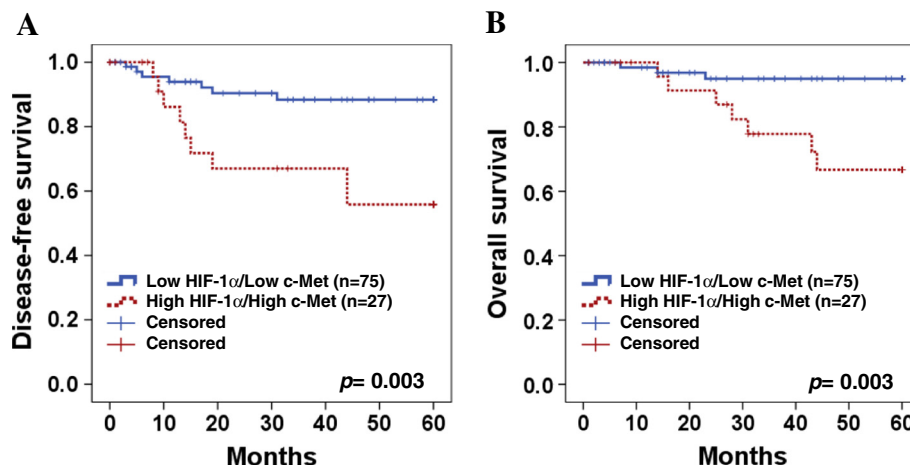 A
Disease-free survival
1.0
0.8
0.6
0.4
0.2
0.0
Low HIF-1α/Low c-Met (n=75)
High HIF-1α/High c-Met (n=27)
Censored
Censored
p= 0.003
0 10 20 30 40 50 60
Months
B
Overall survival
1.0
0.8
0.6
0.4
0.2
0.0
Low HIF-1α/Low c-Met (n=75)
High HIF-1α/High c-Met (n=27)
Censored
Censored
p= 0.003
0 10 20 30 40 50 60
Months